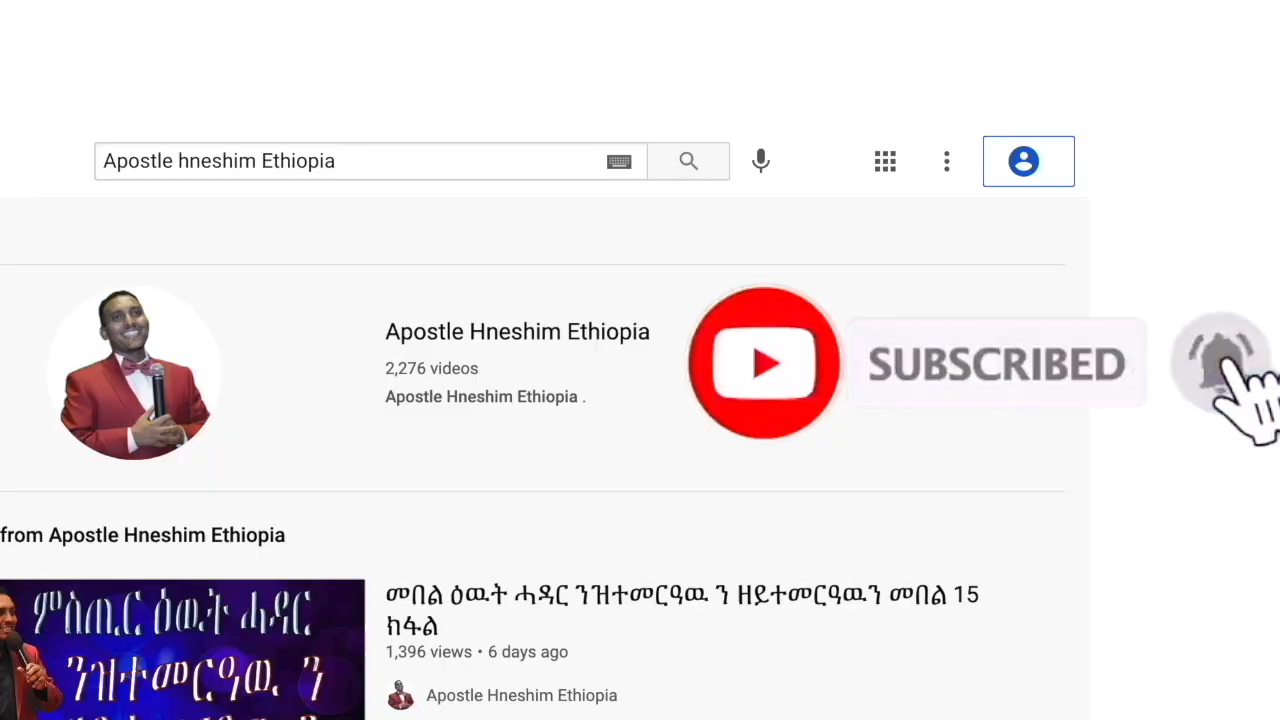 Apostle hneshim Ethiopia
Apostle Hneshim Ethiopia
2,276 videos
Apostle Hneshim Ethiopia .
SUBSCRIBED
from Apostle Hneshim Ethiopia
ምስጢር ዕዉት ሓዳር
ንዝተመርዓዉ ን
መበል ዕዉት ሓዳር ንዝተመርዓዉ ን ዘይተመርዓዉን መበል 15
ክፋል
1,396 views • 6 days ago
Apostle Hneshim Ethiopia